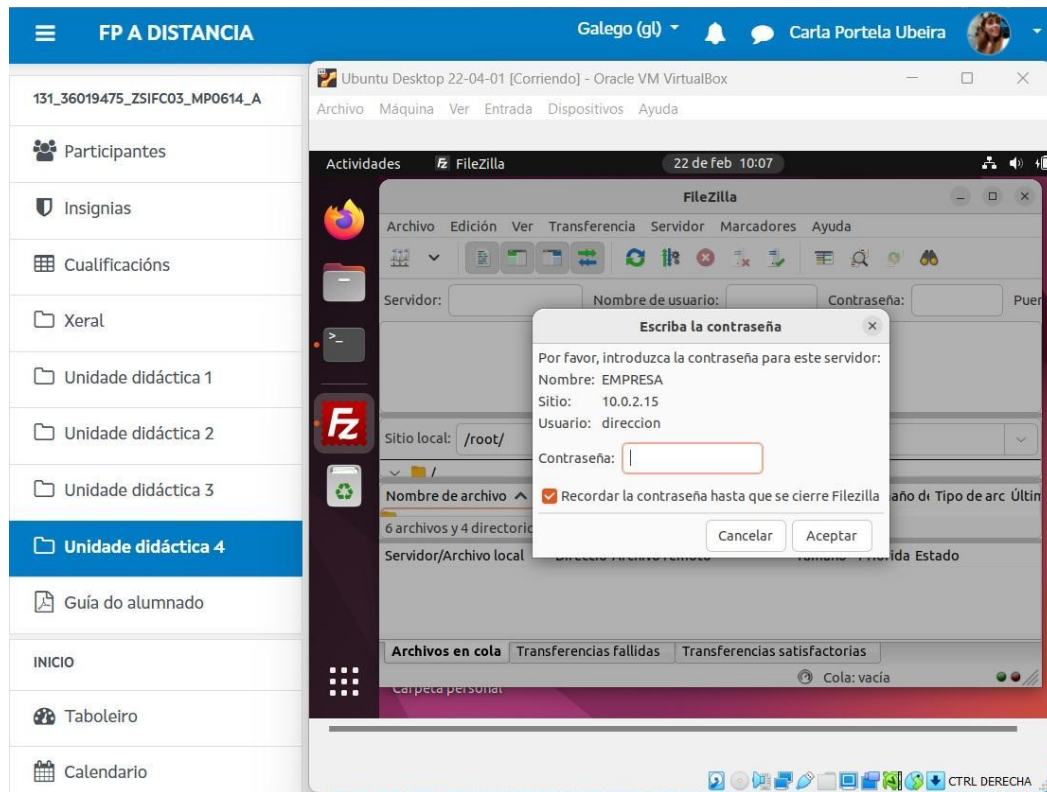 FP A DISTANCIA
Galego (gl)
Carla Portela Ubeira
131_36019475_ZSIFC03_MP0614_A
Participantes
Insignias
Cualificacións
Xeral
Unidade didáctica 1
Unidade didáctica 2
Unidade didáctica 3
Unidade didáctica 4
Guía do alumnado
INICIO
Taboleiro
Calendario
Ubuntu Desktop 22-04-01 [Corriendo] - Oracle VM VirtualBox
Archivo Máquina Ver Entrada Dispositivos Ayuda
Actividades FileZilla 22 de feb 10:07
FileZilla
Archivo Edición Ver Transferencia Servidor Marcadores Ayuda
Servidor: Nombre de usuario: Contraseña: Puer
Escriba la contraseña
Por favor, introduzca la contraseña para este servidor:
Nombre: EMPRESA
Sitio: 10.0.2.15
Usuario: direccion
Contraseña:
Recordar la contraseña hasta que se cierre Filezilla
Cancelar Aceptar
Sitio local: /root/
/
Nombre de archivo año de Tipo de arc Últin
6 archivos y 4 directorio
Servidor/Archivo local
Estado
Archivos en cola Transferencias fallidas Transferencias satisfactorias
Cola: vacía
Carpeta personal
CTRL DERECHA